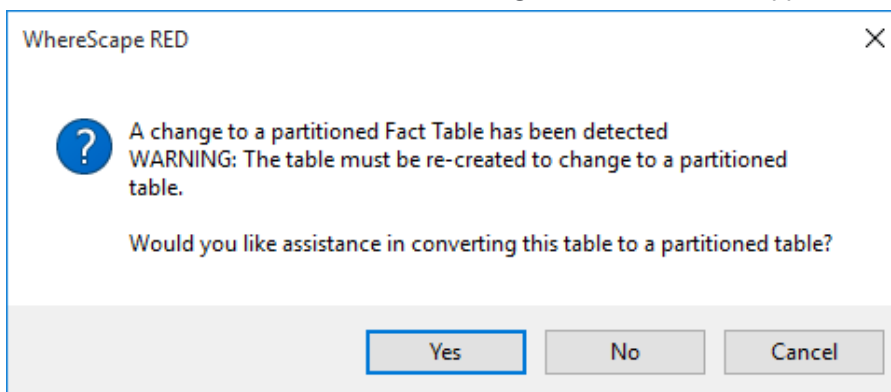 WhereScape RED
A change to a partitioned Fact Table has been detected
WARNING: The table must be re-created to change to a partitioned
table.
Would you like assistance in converting this table to a partitioned table?
Yes No Cancel